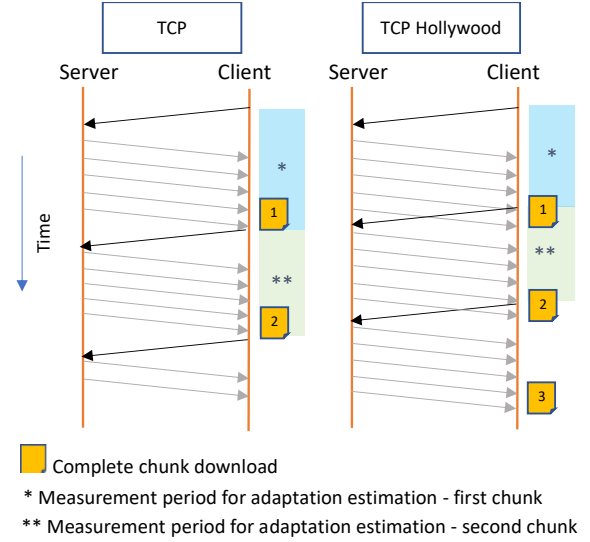 TCP
TCP Hollywood
Server Client Server Client
* *
1 1
Time
** **
2 2
3
Complete chunk download
* Measurement period for adaptation estimation - first chunk
** Measurement period for adaptation estimation - second chunk